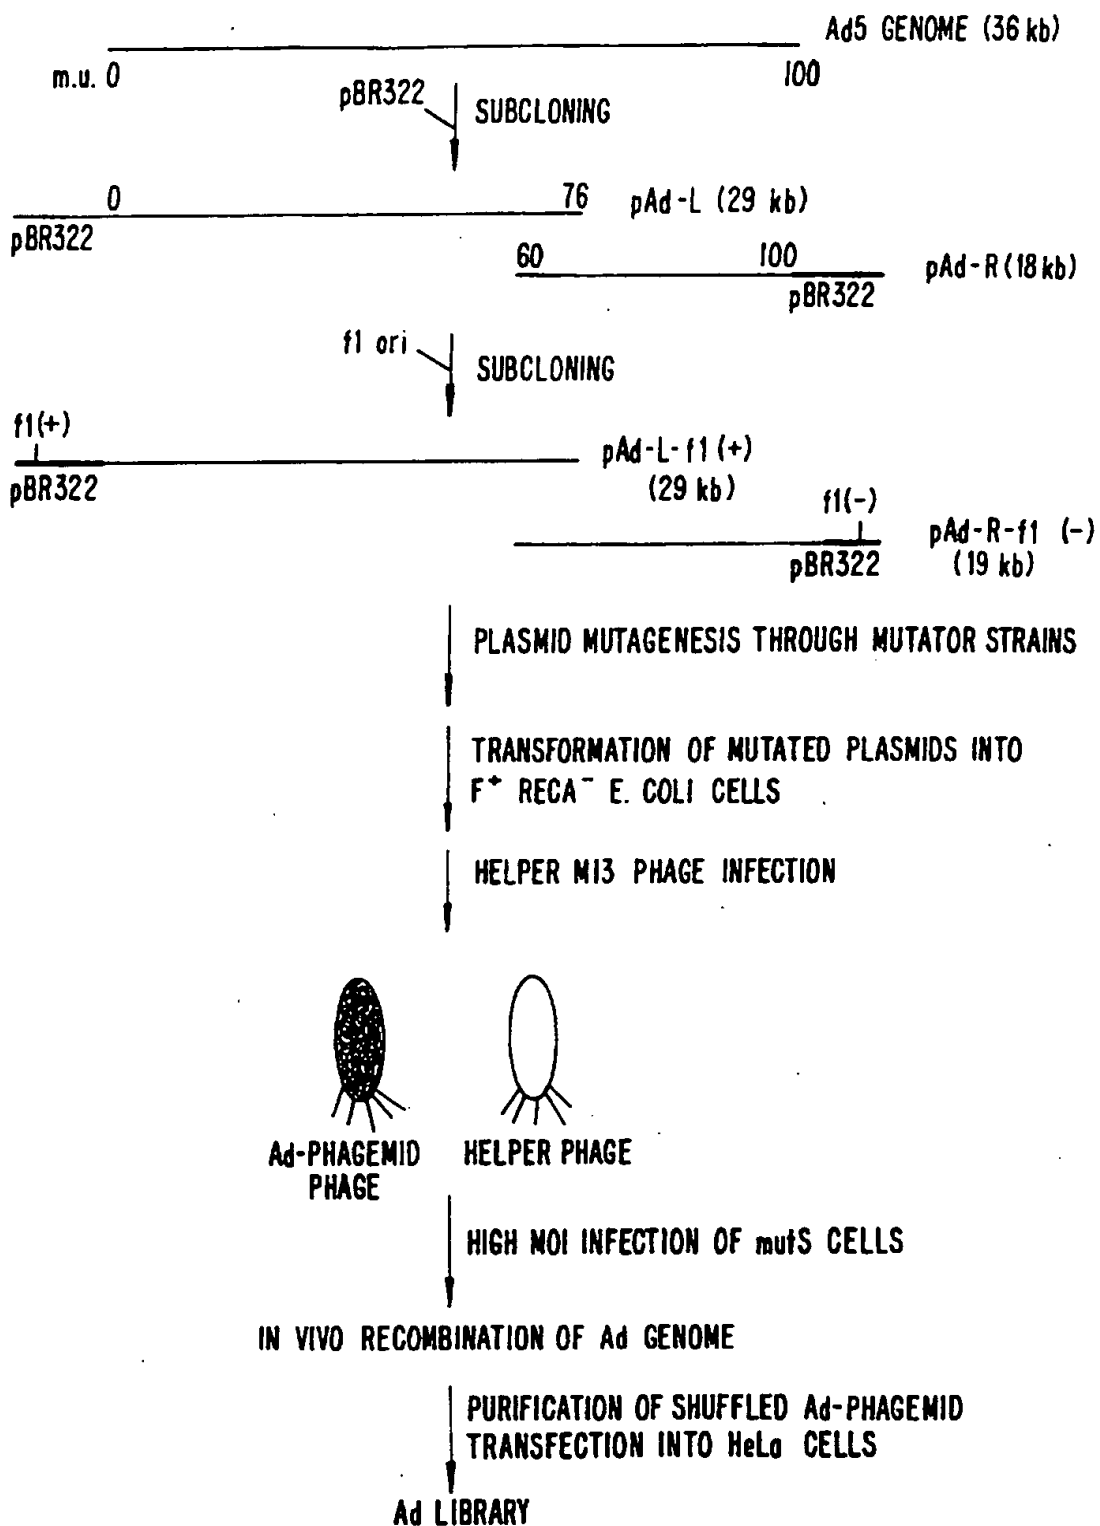 Ad5 GENOME (36 kb)
m.u. 0
100
pBR322
SUBCLONING
0
76
pAd-L (29 kb)
pBR322
60
100
pAd-R (18 kb)
pBR322
f1 ori
SUBCLONING
f1(+)
pAd-L-f1 (+)
(29 kb)
pBR322
f1(-)
pAd-R-f1 (-)
(19 kb)
pBR322
PLASMID MUTAGENESIS THROUGH MUTATOR STRAINS
TRANSFORMATION OF MUTATED PLASMIDS INTO
F+ RECA- E. COLI CELLS
HELPER M13 PHAGE INFECTION
Ad-PHAGEMID
PHAGE
HELPER PHAGE
HIGH MOI INFECTION OF mutS CELLS
IN VIVO RECOMBINATION OF Ad GENOME
PURIFICATION OF SHUFFLED Ad-PHAGEMID
TRANSFECTION INTO HeLa CELLS
Ad LIBRARY